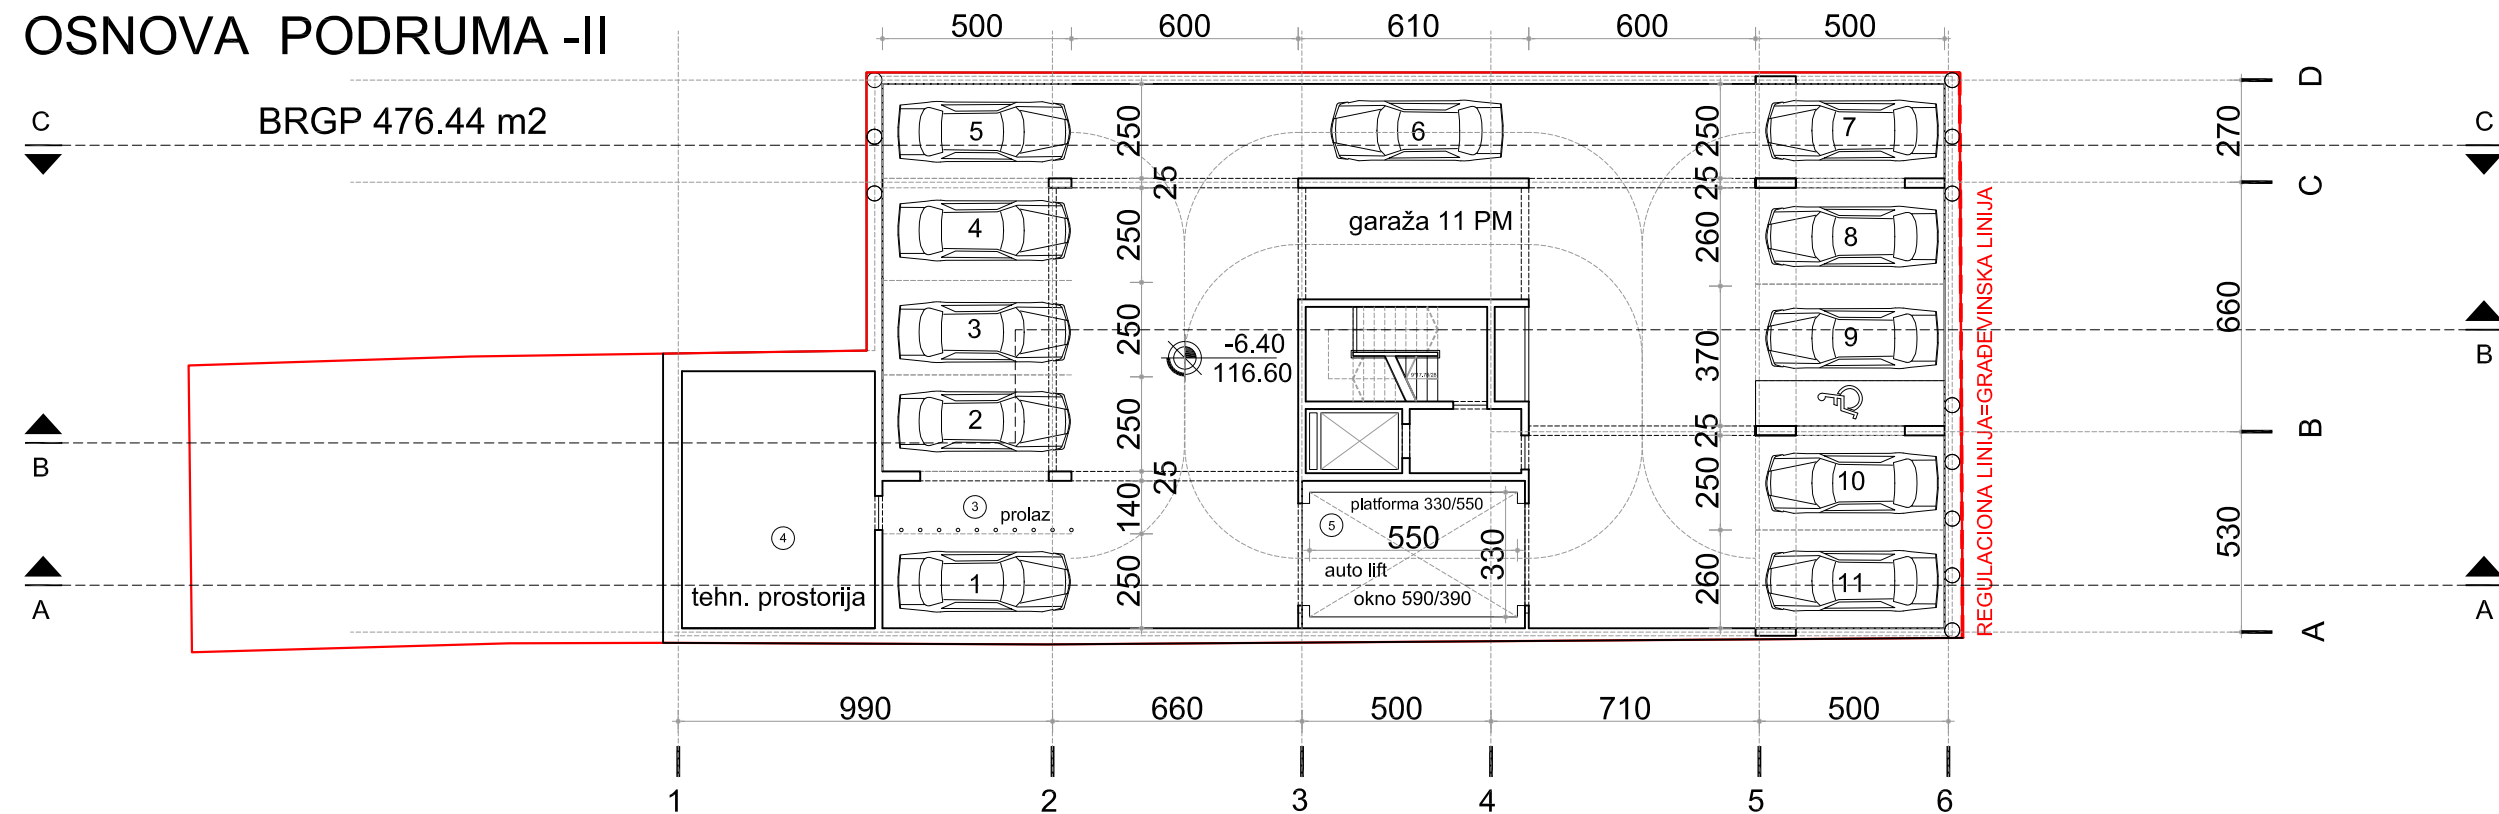 OSNOVA PODRUMA -II
500 600 610 600 500
BRGP 476.44 m2
C
C
D
C
B
A
5
6
7
250
250
270
25
25
4
garaža 11 PM
8
250
260
REGULACIONA LINIJA=GRAĐEVINSKA LINIJA
3
-6.40
116.60
9
250
370
660
B
B
2
250
25
25
3
prolaz
140
platforma 330/550
5
550
330
10
250
530
4
auto lift
okno 590/390
tehn. prostorija
1
250
11
260
A
A
990 660 500 710 500
1 2 3 4 5 6